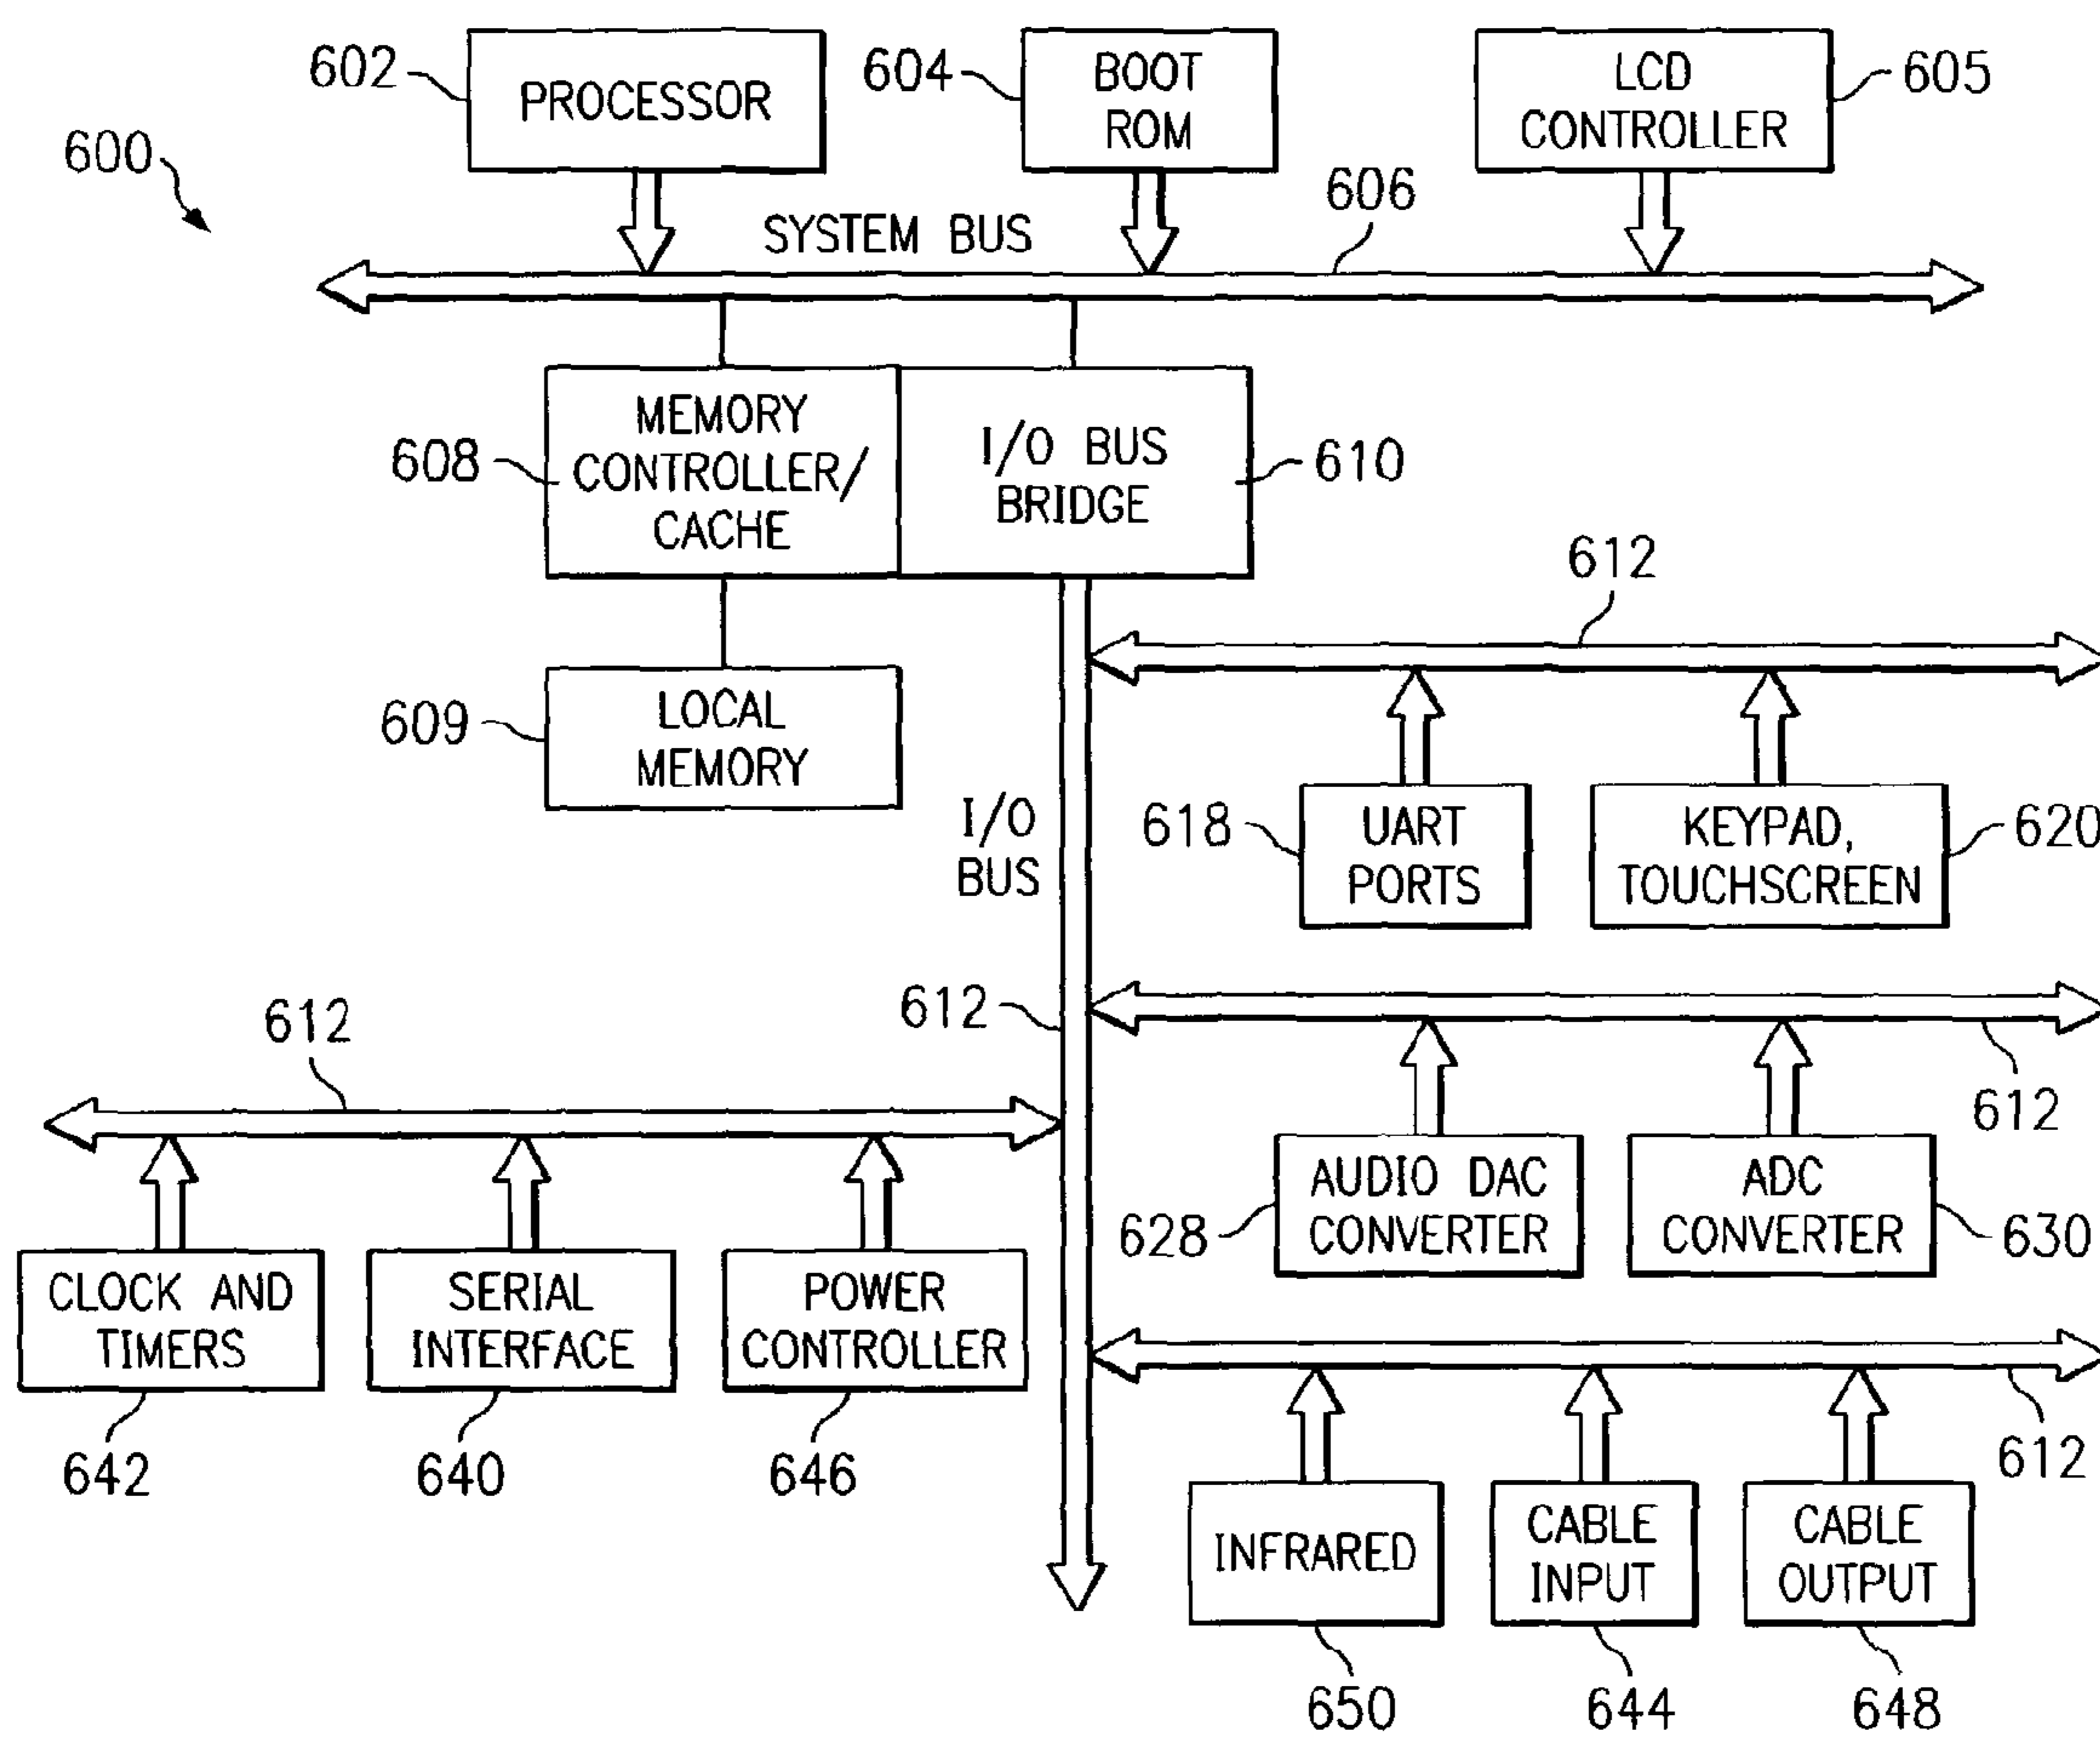 602
PROCESSOR
604
BOOT
ROM
LCD
CONTROLLER
605
600
SYSTEM BUS
606
608
MEMORY
CONTROLLER/
CACHE
I/O BUS
BRIDGE
610
609
LOCAL
MEMORY
612
I/O
BUS
618
UART
PORTS
KEYPAD,
TOUCHSCREEN
620
612
612
612
628
AUDIO DAC
CONVERTER
ADC
CONVERTER
630
CLOCK AND
TIMERS
SERIAL
INTERFACE
POWER
CONTROLLER
642
640
646
612
INFRARED
CABLE
INPUT
CABLE
OUTPUT
650
644
648